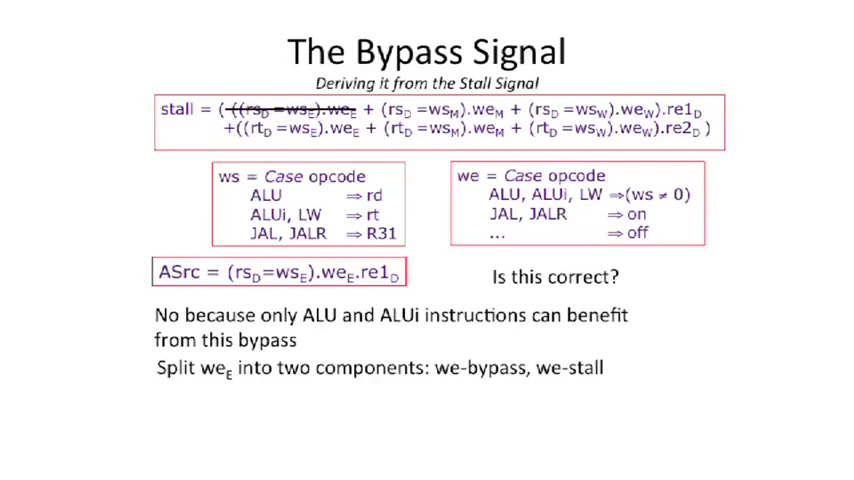 The Bypass Signal
Deriving it from the Stall Signal
stall = ( ((rsD =wsE).weE + (rsD =wsM).weM + (rsD =wsW).weW).re1D
+((rtD =wsE).weE + (rtD =wsM).weM + (rtD =wsW).weW).re2D )
ws = Case opcode
ALU ⇒ rd
ALUi, LW ⇒ rt
JAL, JALR ⇒ R31
we = Case opcode
ALU, ALUi, LW ⇒(ws ≠ 0)
JAL, JALR ⇒ on
... ⇒ off
ASrc = (rsD=wsE).weE.re1D
Is this correct?
No because only ALU and ALUi instructions can benefit
from this bypass
Split weE into two components: we-bypass, we-stall